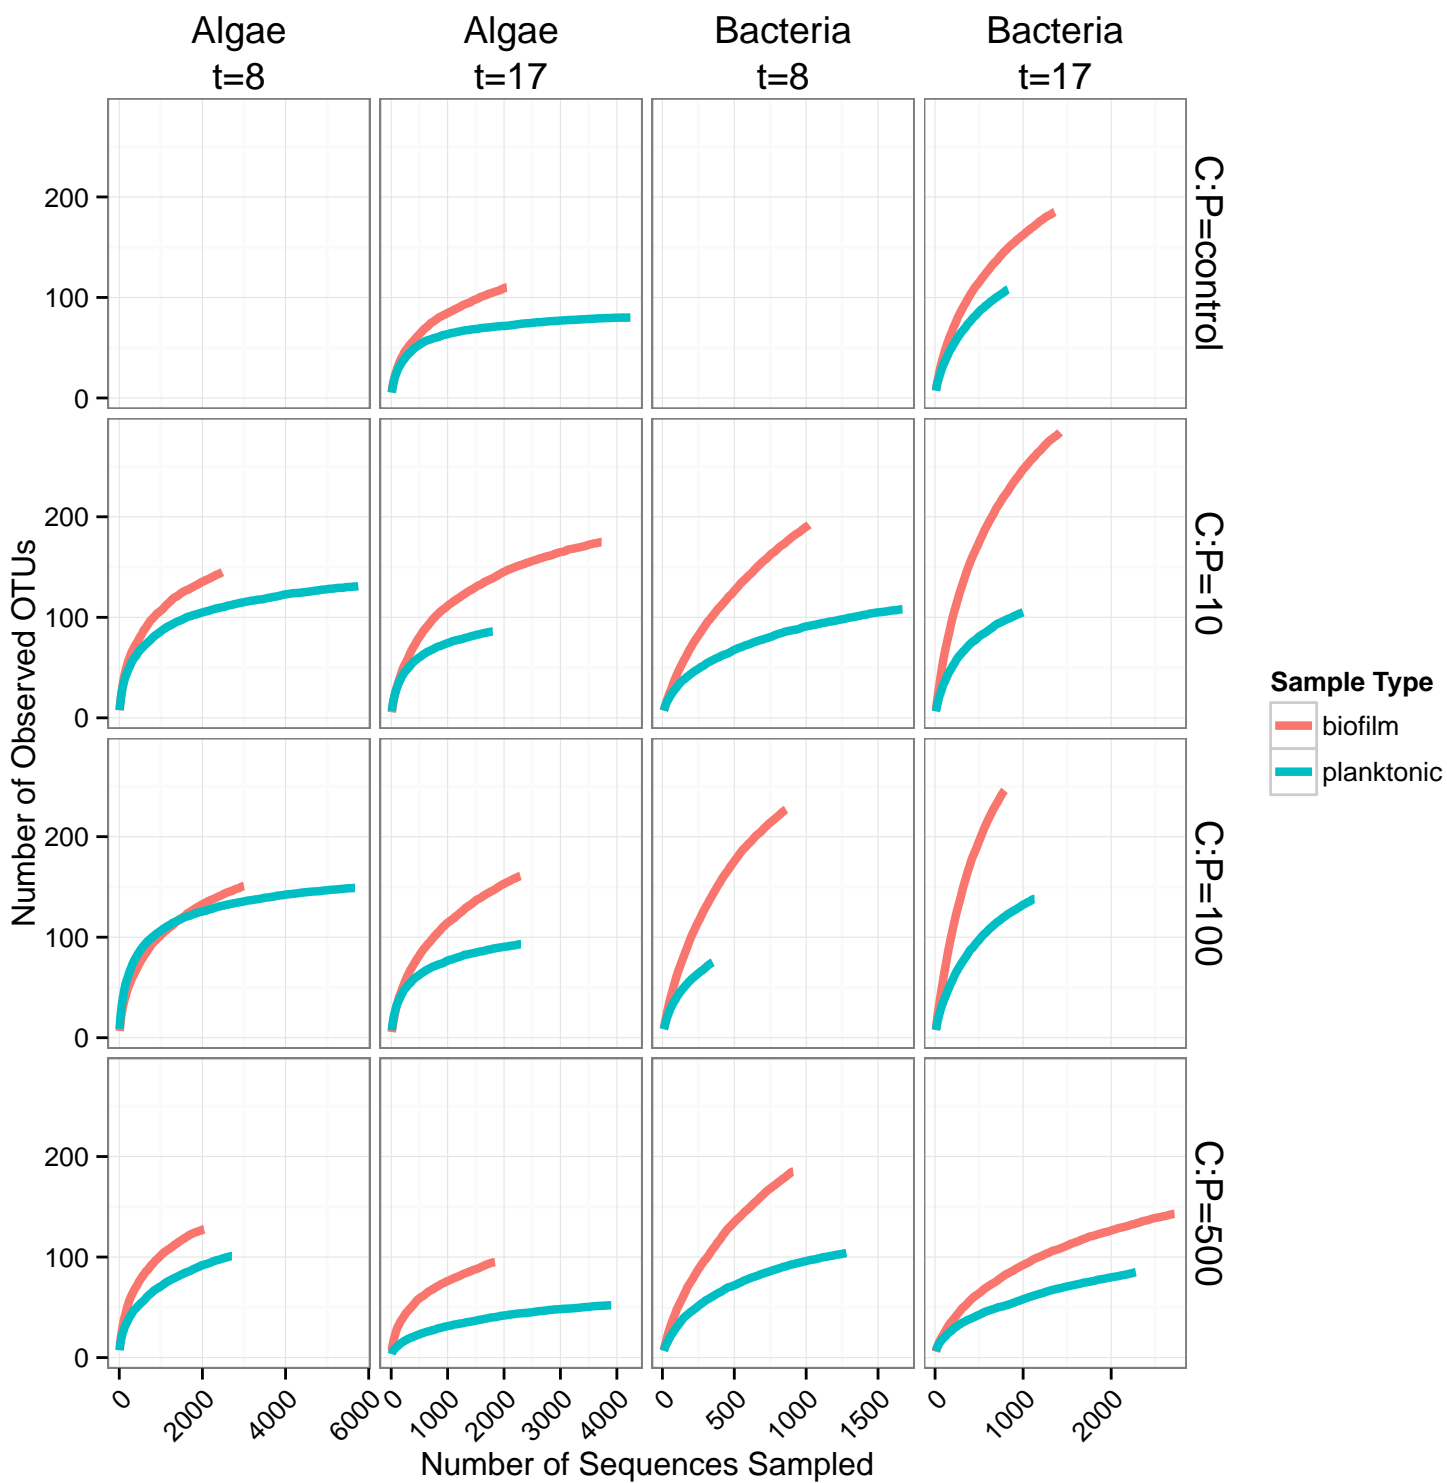 Algae
t=8
Algae
t=17
Bacteria
t=8
Bacteria
t=17
C:P=control
C:P=10
C:P=100
C:P=500
Number of Observed OTUs
200
100
0
200
100
0
200
100
0
200
100
0
0 2000 4000 6000
0 1000 2000 3000 4000
0 500 1000 1500
0 1000 2000
Number of Sequences Sampled
Sample Type
biofilm
planktonic